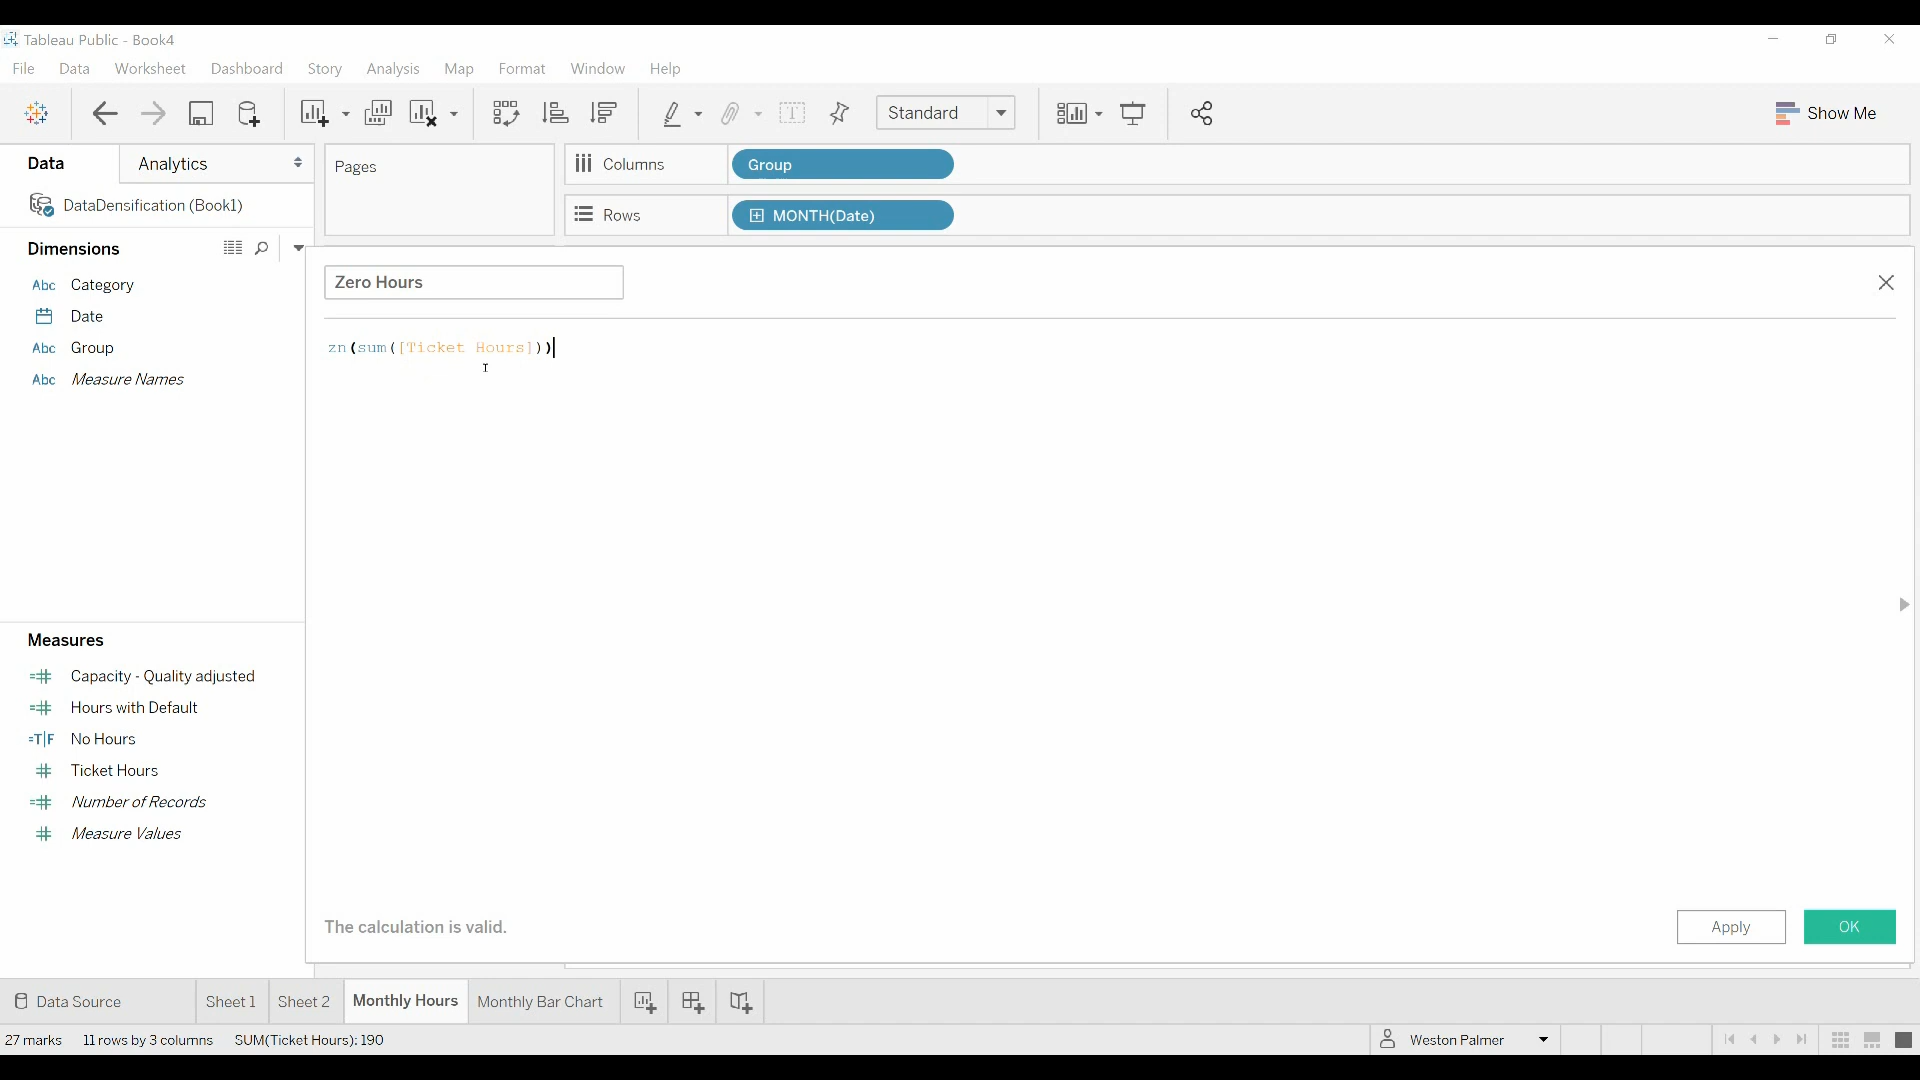 Tableau Public - Book4
File Data Worksheet Dashboard Story Analysis Map Format Window Help
Standard
Show Me
Data
Analytics
Pages
Columns
Group
DataDensification (Book1)
Rows
MONTH(Date)
Dimensions
Zero Hours
Abc Category
Date
zn(sum([Ticket Hours]))
Abc Group
Abc Measure Names
Measures
Capacity - Quality adjusted
Hours with Default
=T|F No Hours
Ticket Hours
Number of Records
Measure Values
The calculation is valid.
Apply
OK
Data Source Sheet 1 Sheet 2 Monthly Hours Monthly Bar Chart
27 marks 11 rows by 3 columns SUM(Ticket Hours): 190 Weston Palmer